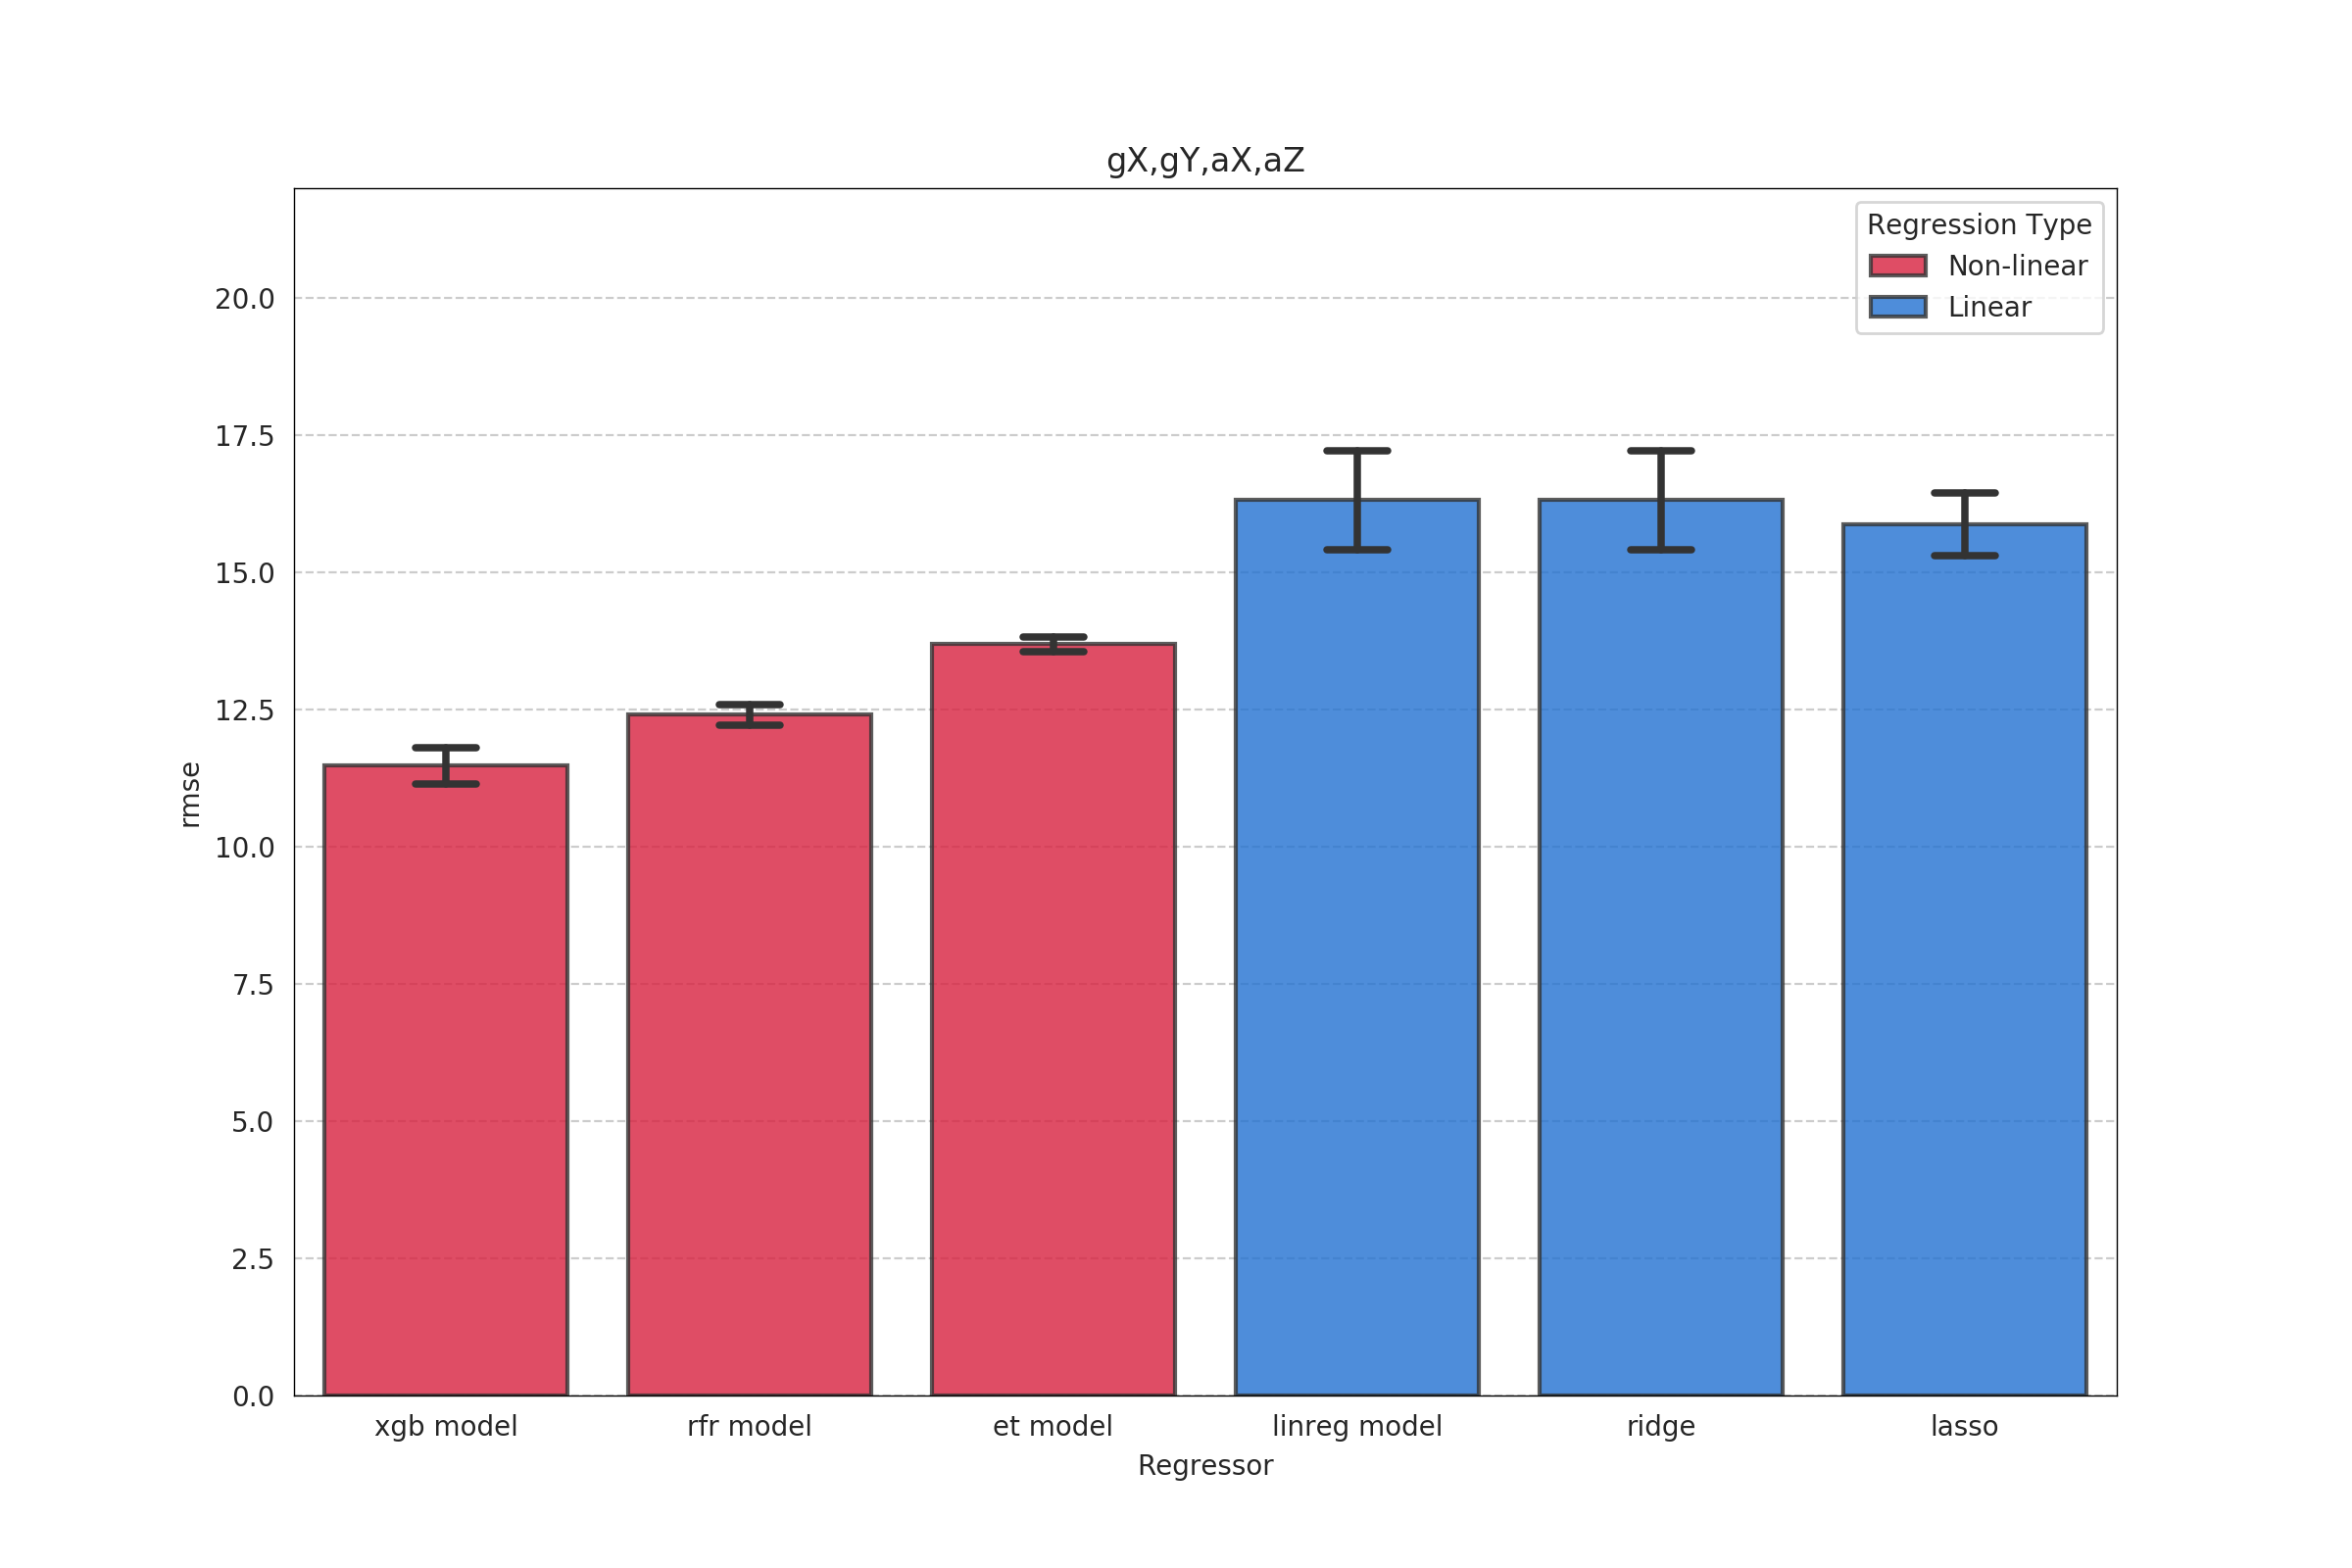 gX,gY,aX,aZ
Regression Type
Non-linear
Linear
20.0
17.5
15.0
12.5
10.0
7.5
5.0
2.5
0.0
rmse
xgb model
rfr model
et model
linreg model
ridge
lasso
Regressor